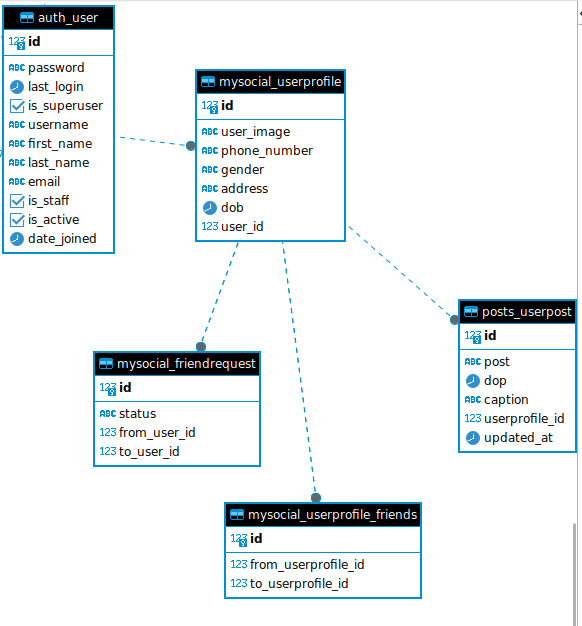 auth_user
123 id
ABC password
last_login
is_superuser
ABC username
ABC first_name
ABC last_name
ABC email
is_staff
is_active
date_joined
mysocial_userprofile
123 id
ABC user_image
ABC phone_number
ABC gender
ABC address
dob
123 user_id
mysocial_friendrequest
123 id
ABC status
123 from_user_id
123 to_user_id
posts_userpost
123 id
ABC post
dop
ABC caption
123 userprofile_id
updated_at
mysocial_userprofile_friends
123 id
123 from_userprofile_id
123 to_userprofile_id